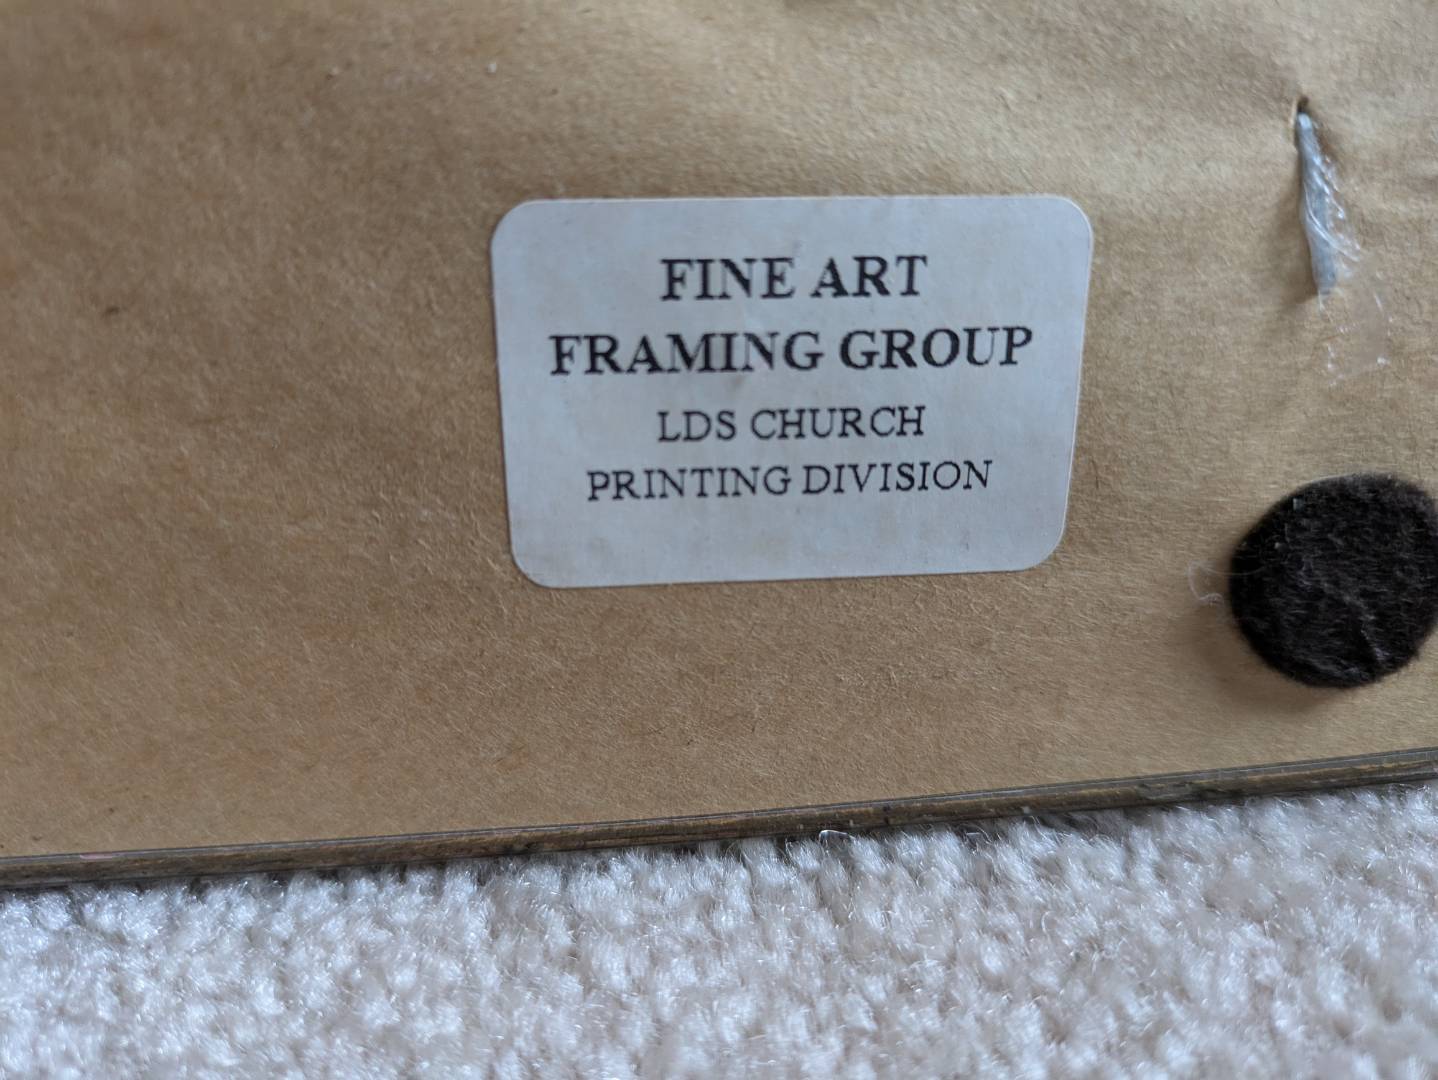 FINE ART
FRAMING GROUP
LDS CHURCH
PRINTING DIVISION